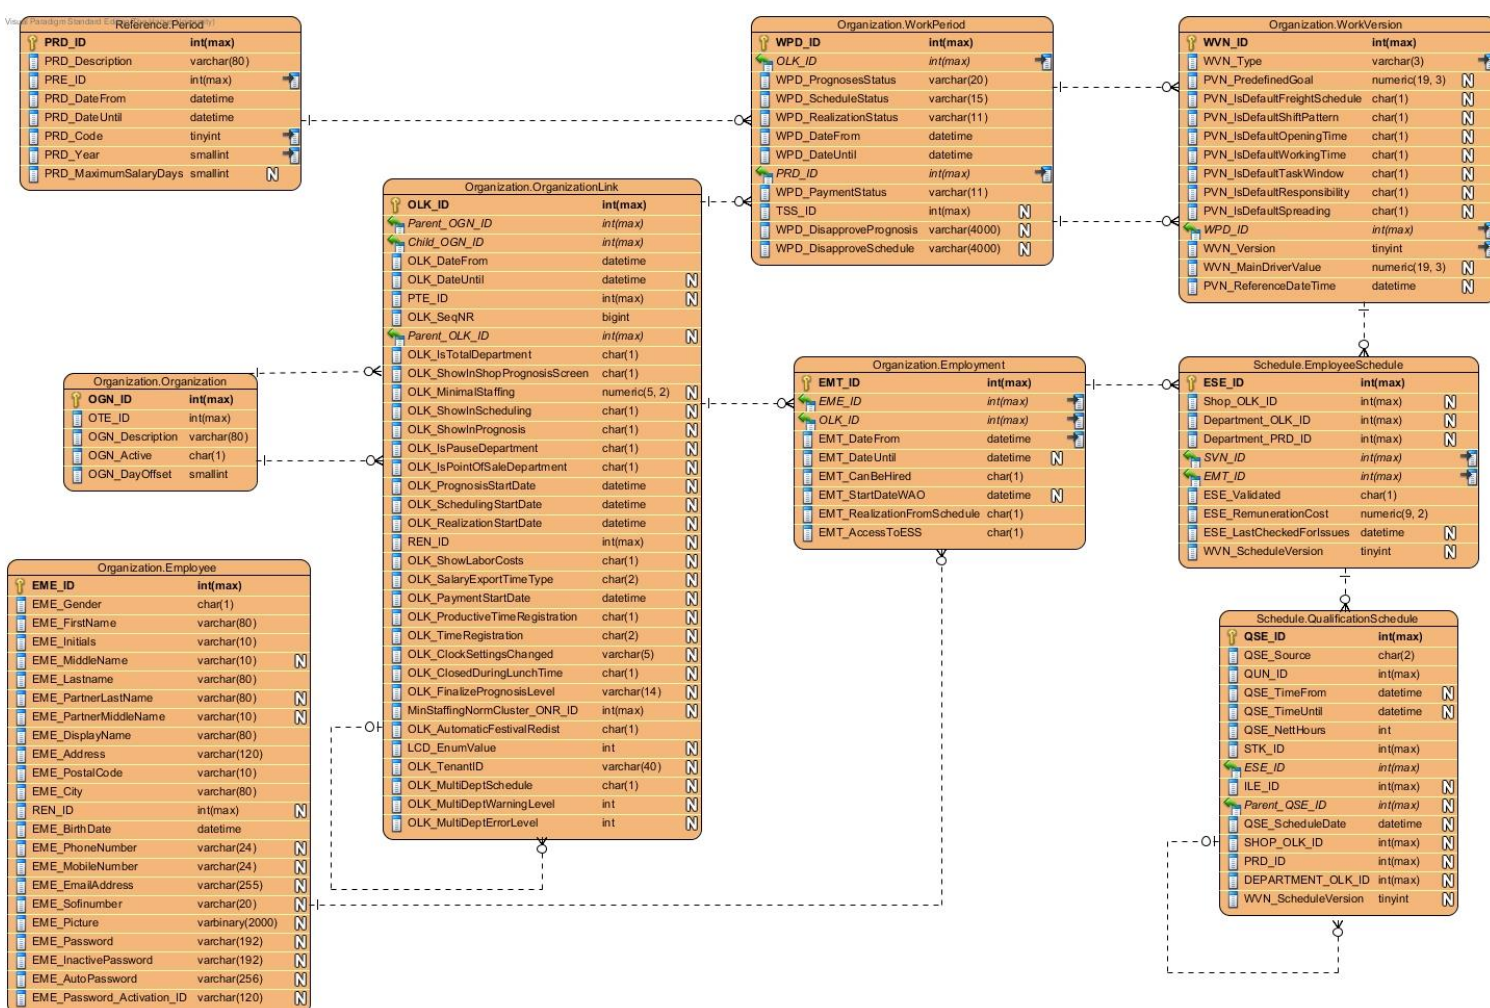 Visual Paradigm Standard
Reference.Period
PRD_ID int(max)
PRD_Description varchar(80)
PRE_ID int(max)
PRD_DateFrom datetime
PRD_DateUntil datetime
PRD_Code tinyint
PRD_Year smallint
PRD_MaximumSalaryDays smallint N
Organization.WorkPeriod
WPD_ID int(max)
OLK_ID int(max)
WPD_PrognosesStatus varchar(20)
WPD_ScheduleStatus varchar(15)
WPD_RealizationStatus varchar(11)
WPD_DateFrom datetime
WPD_DateUntil datetime
PRD_ID int(max)
WPD_PaymentStatus varchar(11)
TSS_ID int(max) N
WPD_DisapprovePrognosis varchar(4000) N
WPD_DisapproveSchedule varchar(4000) N
Organization.WorkVersion
WVN_ID int(max)
WVN_Type varchar(3)
PVN_PredefinedGoal numeric(19, 3) N
PVN_IsDefaultFreightSchedule char(1) N
PVN_IsDefaultShiftPattern char(1) N
PVN_IsDefaultOpeningTime char(1) N
PVN_IsDefaultWorkingTime char(1) N
PVN_IsDefaultTaskWindow char(1) N
PVN_IsDefaultResponsibility char(1) N
PVN_IsDefaultSpreading char(1) N
WPD_ID int(max)
WVN_Version tinyint
WVN_MainDriverValue numeric(19, 3) N
PVN_ReferenceDateTime datetime N
Organization.OrganizationLink
OLK_ID int(max)
Parent_OGN_ID int(max)
Child_OGN_ID int(max)
OLK_DateFrom datetime
OLK_DateUntil datetime N
PTE_ID int(max) N
OLK_SeqNR bigint
Parent_OLK_ID int(max) N
OLK_IsTotalDepartment char(1)
OLK_ShowInShopPrognosisScreen char(1)
OLK_MinimalStaffing numeric(5, 2) N
OLK_ShowInScheduling char(1) N
OLK_ShowInPrognosis char(1) N
OLK_IsPauseDepartment char(1) N
OLK_IsPointOfSaleDepartment char(1) N
OLK_PrognosisStartDate datetime N
OLK_SchedulingStartDate datetime N
OLK_RealizationStartDate datetime N
REN_ID int(max) N
OLK_ShowLaborCosts char(1) N
OLK_SalaryExportTimeType char(2) N
OLK_PaymentStartDate datetime N
OLK_ProductiveTimeRegistration char(1) N
OLK_TimeRegistration char(2) N
OLK_ClockSettingsChanged varchar(5) N
OLK_ClosedDuringLunchTime char(1) N
OLK_FinalizePrognosisLevel varchar(14) N
MinStaffingNormCluster_ONR_ID int(max) N
OLK_AutomaticFestivalRedist char(1)
LCD_EnumValue int N
OLK_TenantID varchar(40) N
OLK_MultiDeptSchedule char(1) N
OLK_MultiDeptWarningLevel int N
OLK_MultiDeptErrorLevel int N
Organization.Organization
OGN_ID int(max)
OTE_ID int(max)
OGN_Description varchar(80)
OGN_Active char(1)
OGN_DayOffset smallint
Organization.Employment
EMT_ID int(max)
EME_ID int(max)
OLK_ID int(max)
EMT_DateFrom datetime
EMT_DateUntil datetime N
EMT_CanBeHired char(1)
EMT_StartDateWAO datetime N
EMT_RealizationFromSchedule char(1)
EMT_AccessToESS char(1)
Schedule.EmployeeSchedule
ESE_ID int(max)
Shop_OLK_ID int(max) N
Department_OLK_ID int(max) N
Department_PRD_ID int(max) N
SVN_ID int(max)
EMT_ID int(max)
ESE_Validated char(1)
ESE_RemunerationCost numeric(9, 2)
ESE_LastCheckedForIssues datetime N
WVN_ScheduleVersion tinyint N
Organization.Employee
EME_ID int(max)
EME_Gender char(1)
EME_FirstName varchar(80)
EME_Initials varchar(10)
EME_MiddleName varchar(10) N
EME_Lastname varchar(80)
EME_PartnerLastName varchar(80) N
EME_PartnerMiddleName varchar(10) N
EME_DisplayName varchar(80)
EME_Address varchar(120)
EME_PostalCode varchar(10)
EME_City varchar(80)
REN_ID int(max) N
EME_BirthDate datetime
EME_PhoneNumber varchar(24) N
EME_MobileNumber varchar(24) N
EME_EmailAddress varchar(255) N
EME_Sofinumber varchar(20) N
EME_Picture varbinary(2000) N
EME_Password varchar(192) N
EME_InactivePassword varchar(192) N
EME_AutoPassword varchar(256) N
EME_Password_Activation_ID varchar(120) N
Schedule.QualificationSchedule
QSE_ID int(max)
QSE_Source char(2)
QUN_ID int(max)
QSE_TimeFrom datetime N
QSE_TimeUntil datetime N
QSE_NettHours int
STK_ID int(max)
ESE_ID int(max)
ILE_ID int(max) N
Parent_QSE_ID int(max) N
QSE_ScheduleDate datetime N
SHOP_OLK_ID int(max) N
PRD_ID int(max) N
DEPARTMENT_OLK_ID int(max) N
WVN_ScheduleVersion tinyint N